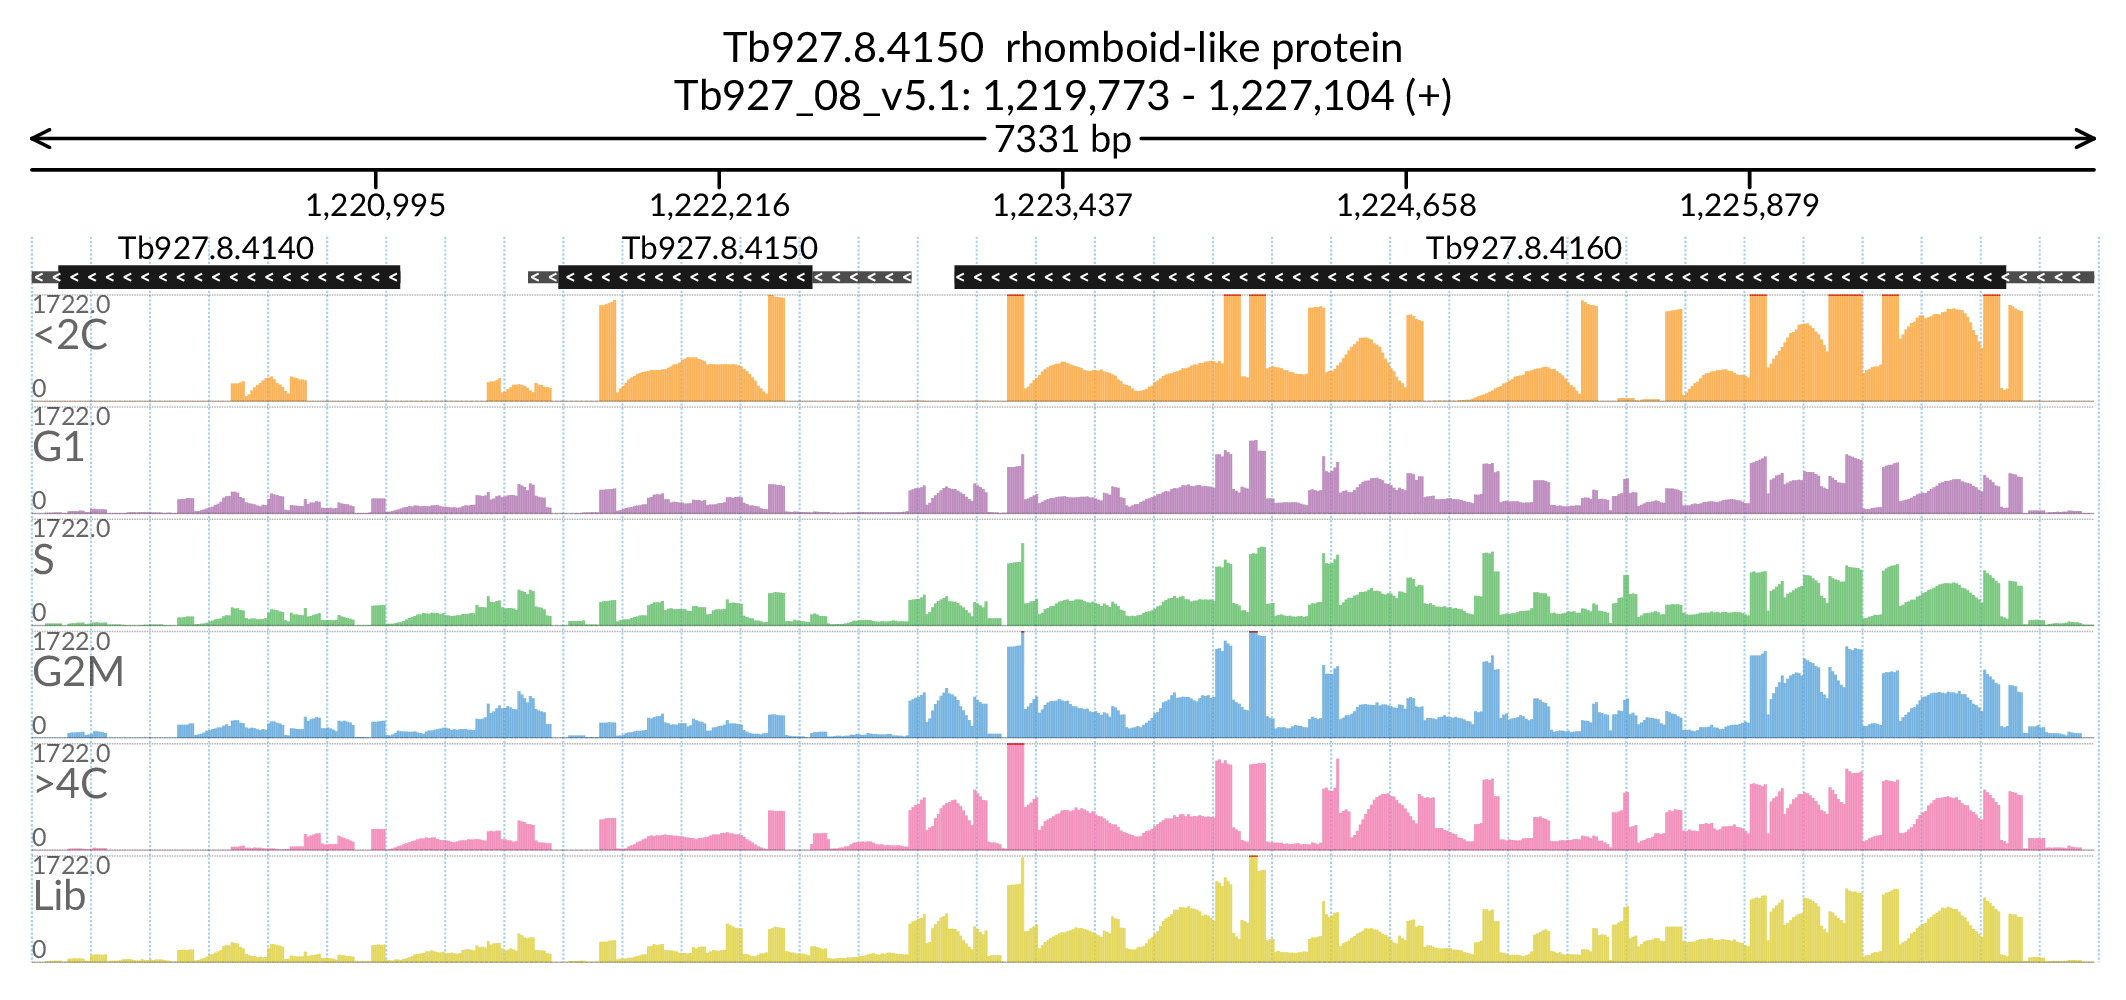 Tb927.8.4150 rhomboid-like protein
Tb927_08_v5.1: 1,219,773 - 1,227,104 (+)
7331 bp
1,220,995 1,222,216 1,223,437 1,224,658 1,225,879
Tb927.8.4140 Tb927.8.4150 Tb927.8.4160
1722.0
<2C
0
1722.0
G1
0
1722.0
S
0
1722.0
G2M
0
1722.0
>4C
0
1722.0
Lib
0